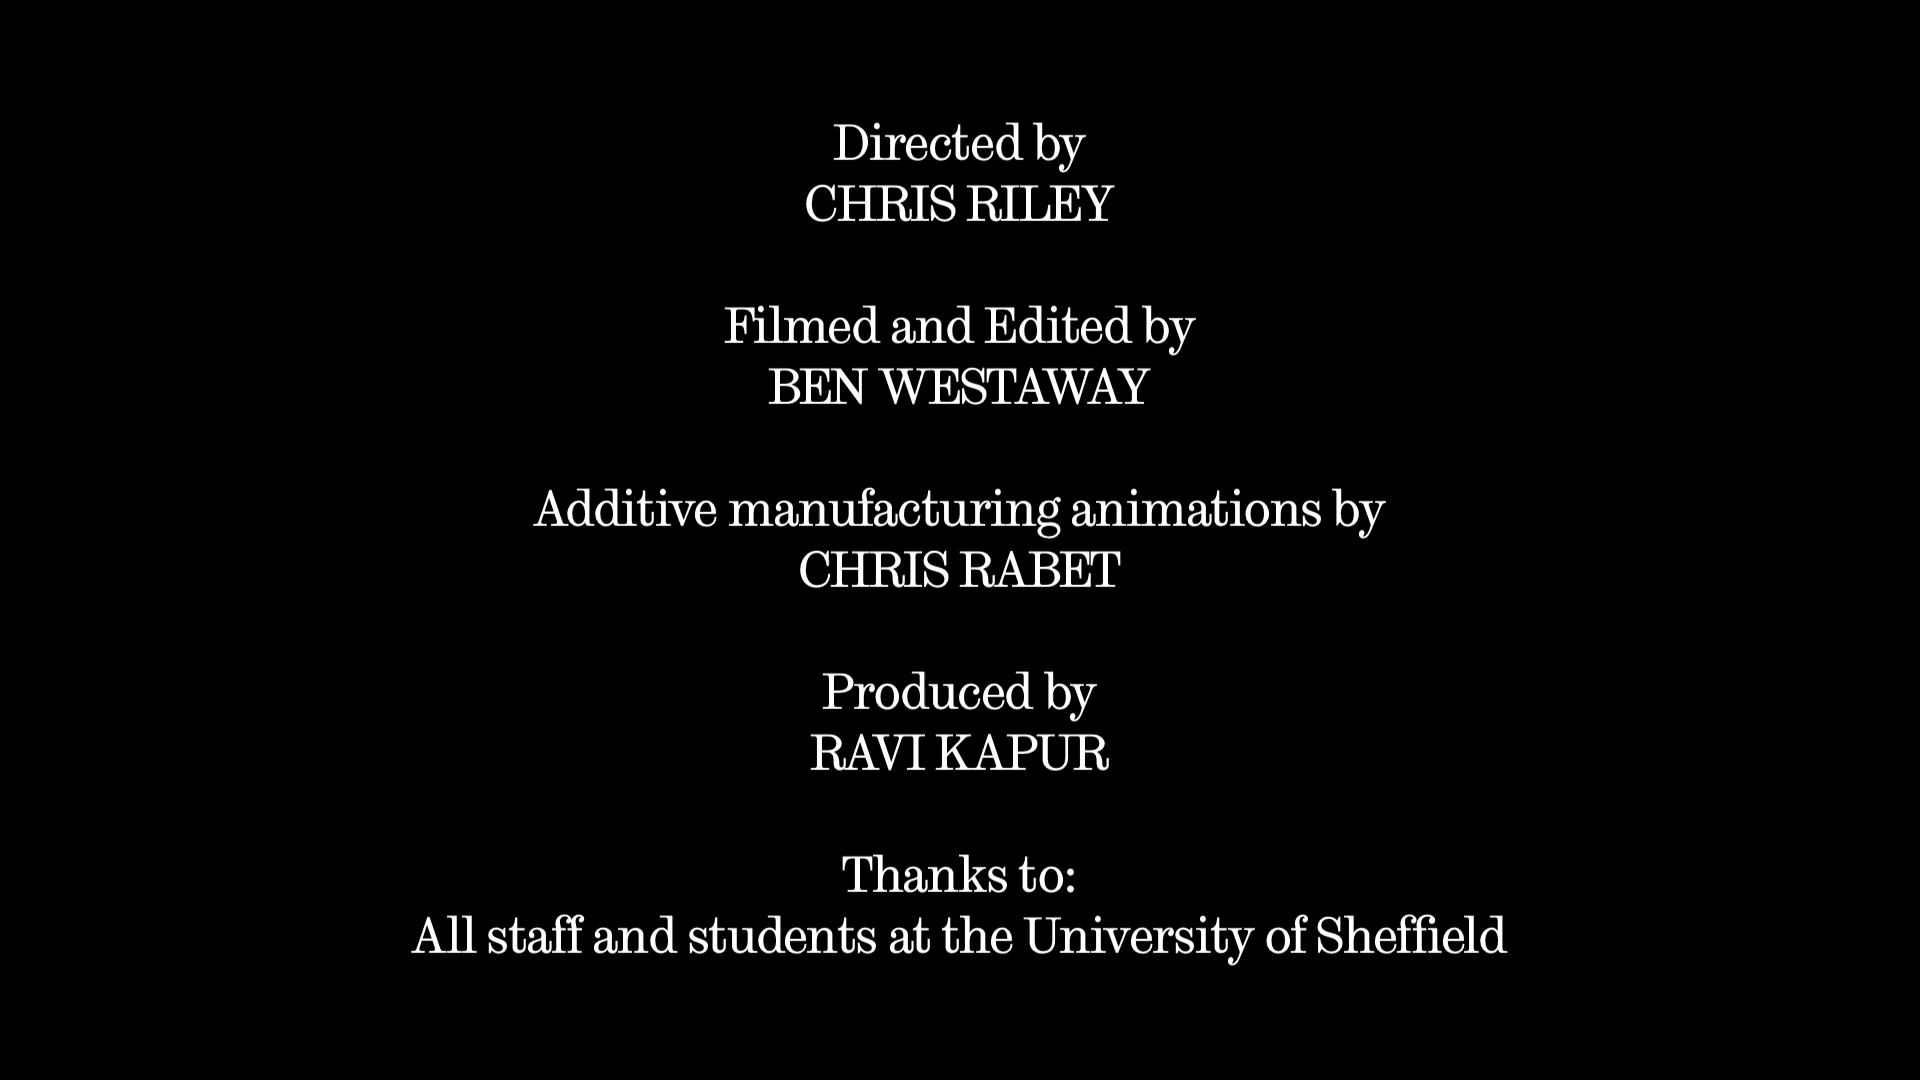 Directed by
CHRIS RILEY
Filmed and Edited by
BEN WESTAWAY
Additive manufacturing animations by
CHRIS RABET
Produced by
RAVI KAPUR
Thanks to:
All staff and students at the University of Sheffield